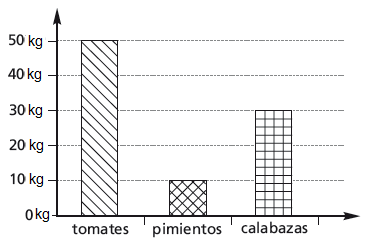 50 kg
40 kg
30 kg
20 kg
10 kg
0 kg
tomates pimientos calabazas